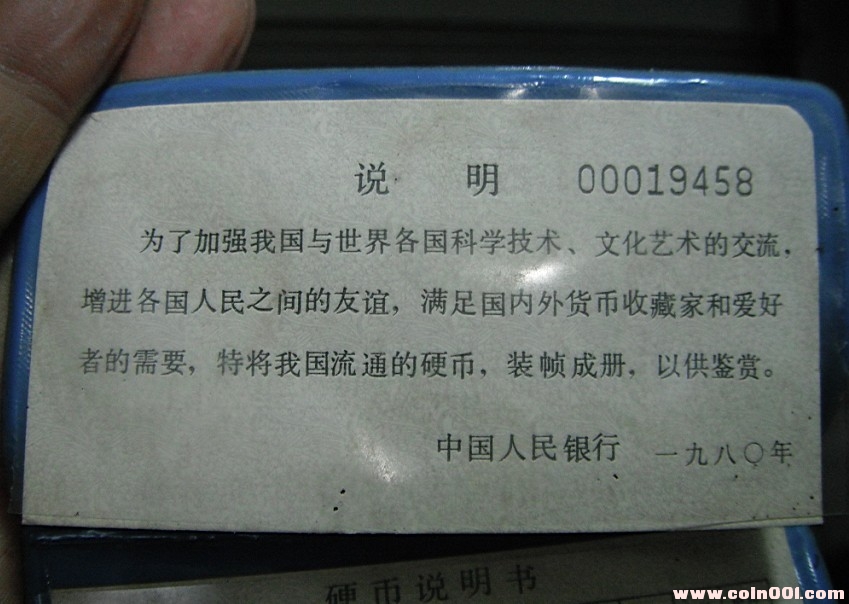 说 明 00019458
为了加强我国与世界各国科学技术、文化艺术的交流，
增进各国人民之间的友谊，满足国内外货币收藏家和爱好
者的需要，特将我国流通的硬币，装帧成册，以供鉴赏。
中国人民银行 一九八〇年
硬币说明书
www.coin001.com